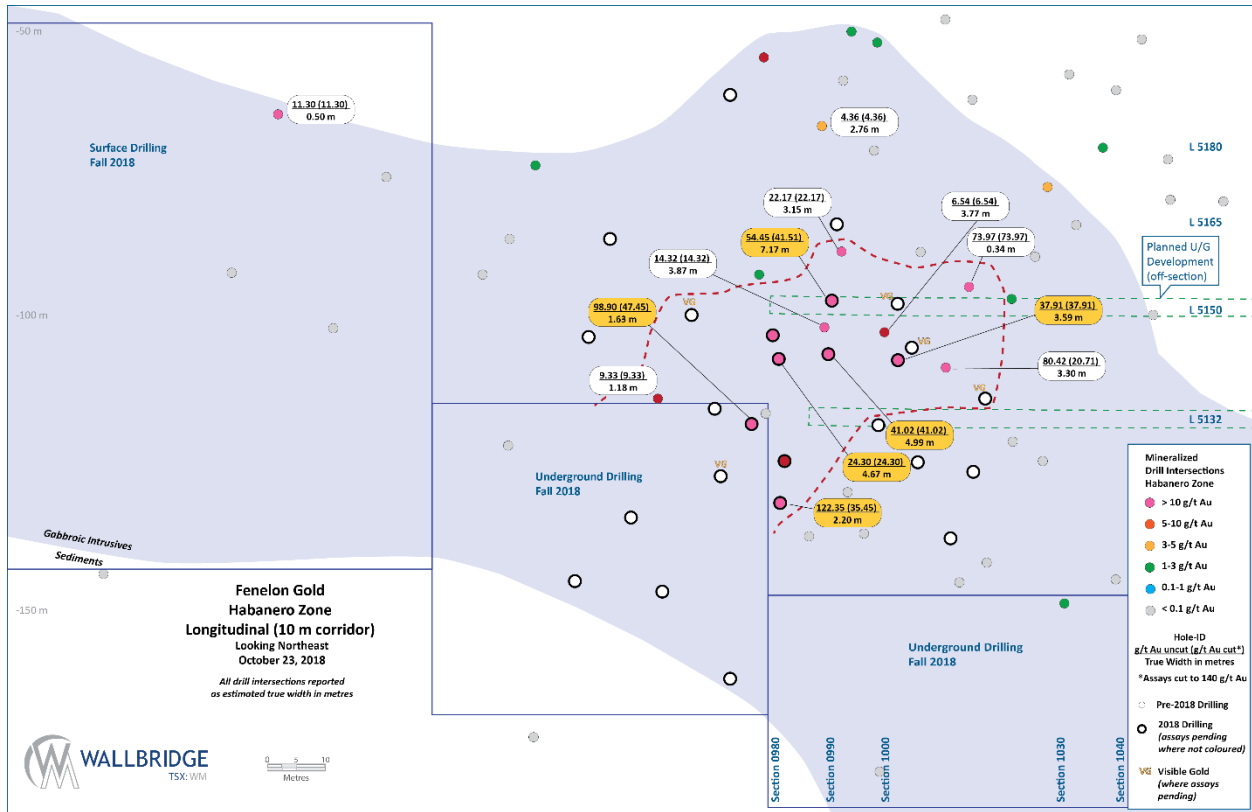 -50 m
11.30 (11.30)
0.50 m
4.36 (4.36)
2.76 m
Surface Drilling
Fall 2018
L 5180
22.17 (22.17)
3.15 m
6.54 (6.54)
3.77 m
L 5165
54.45 (41.51)
7.17 m
73.97 (73.97)
0.34 m
Planned U/G
Development
(off-section)
14.32 (14.32)
3.87 m
98.90 (47.45)
1.63 m
VG
VG
37.91 (37.91)
3.59 m
-100 m
L 5150
VG
9.33 (9.33)
1.18 m
80.42 (20.71)
3.30 m
L 5132
41.02 (41.02)
4.99 m
24.30 (24.30)
4.67 m
VG
Underground Drilling
Fall 2018
122.35 (35.45)
2.20 m
Gabbroic Intrusives
Sediments
-150 m
Fenelon Gold
Habanero Zone
Longitudinal (10 m corridor)
Looking Northeast
October 23, 2018
All drill intersections reported
as estimated true width in metres
Underground Drilling
Fall 2018
WALLBRIDGE
TSX: WM
0 5 10
Metres
Section 0980
Section 0990
Section 1000
Section 1030
Section 1040
Mineralized
Drill Intersections
Habanero Zone
> 10 g/t Au
5-10 g/t Au
3-5 g/t Au
1-3 g/t Au
0.1-1 g/t Au
< 0.1 g/t Au
Hole-ID
g/t Au uncut (g/t Au cut*)
True Width in metres
*Assays cut to 140 g/t Au
Pre-2018 Drilling
2018 Drilling
(assays pending
where not coloured)
VG
Visible Gold
(where assays
pending)